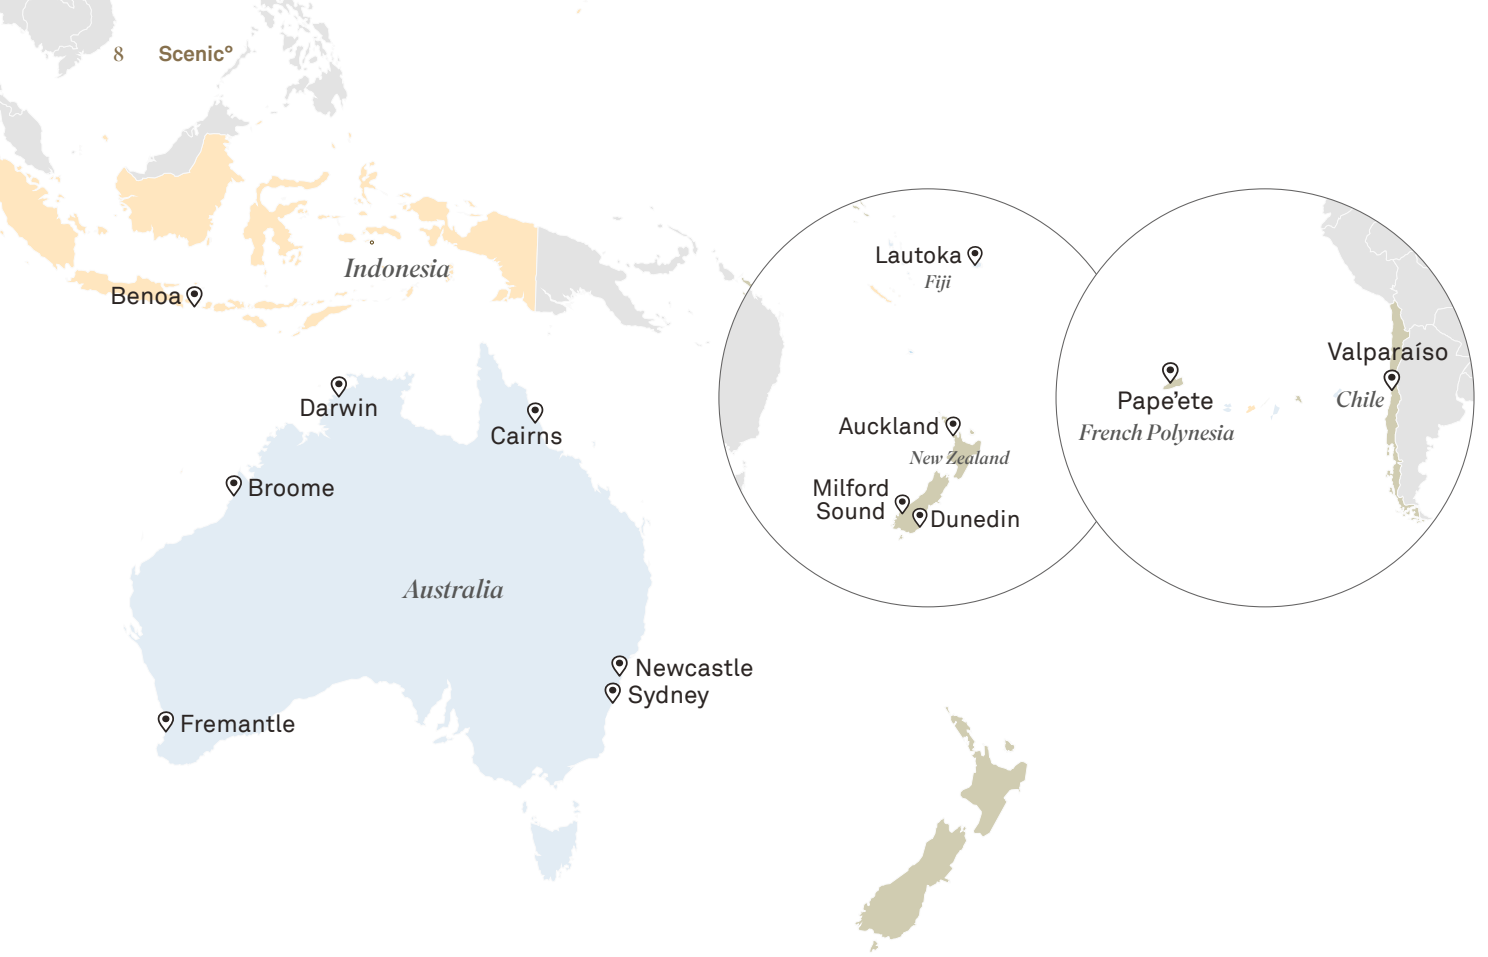 8 Scenic°
Indonesia
Benoa
Darwin
Cairns
Broome
Australia
Newcastle
Sydney
Fremantle
Lautoka
Fiji
Auckland
New Zealand
Milford
Sound
Dunedin
Valparaíso
Chile
Pape’ete
French Polynesia